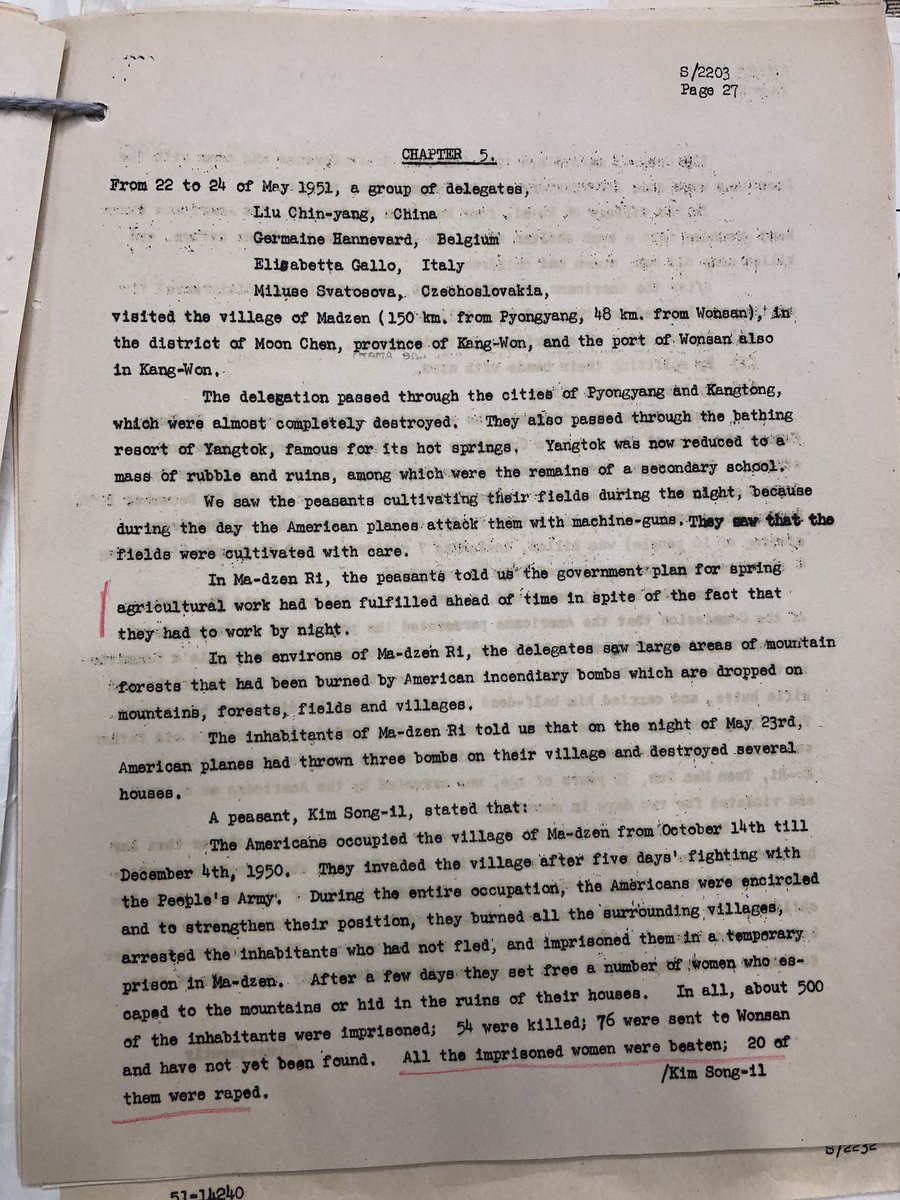 S/2203
Page 27
CHAPTER 5.
From 22 to 24 of May 1951, a group of delegates,
Liu Chin-yang, China
Germaine Hannevard, Belgium
Elisabetta Gallo, Italy
Miluse Svatosova, Czechoslovakia,
visited the village of Madzen (150 km. from Pyongyang, 48 km. from Wonsan), in
the district of Moon Chen, province of Kang-Won, and the port of Wonsan also
in Kang-Won.
The delegation passed through the cities of Pyongyang and Kangtong,
which were almost completely destroyed. They also passed through the bathing
resort of Yangtok, famous for its hot springs. Yangtok was now reduced to a
mass of rubble and ruins, among which were the remains of a secondary school.
We saw the peasants cultivating their fields during the night, because
during the day the American planes attack them with machine-guns. They saw that the
fields were cultivated with care.
In Ma-dzen Ri, the peasants told us the government plan for spring
agricultural work had been fulfilled ahead of time in spite of the fact that
they had to work by night.
In the environs of Ma-dzen Ri, the delegates saw large areas of mountain
forests that had been burned by American incendiary bombs which are dropped on
mountains, forests, fields and villages.
The inhabitants of Ma-dzen Ri told us that on the night of May 23rd,
American planes had thrown three bombs on their village and destroyed several
houses.
A peasant, Kim Song-il, stated that:
The Americans occupied the village of Ma-dzen from October 14th till
December 4th, 1950. They invaded the village after five days' fighting with
the People's Army. During the entire occupation, the Americans were encircled
and to strengthen their position, they burned all the surrounding villages,
arrested the inhabitants who had not fled, and imprisoned them in a temporary
prison in Ma-dzen. After a few days they set free a number of women who es-
caped to the mountains or hid in the ruins of their houses. In all, about 500
of the inhabitants were imprisoned; 54 were killed; 76 were sent to Wonsan
and have not yet been found. All the imprisoned women were beaten; 20 of
them were raped.
/Kim Song-il
S/2232
51-14240